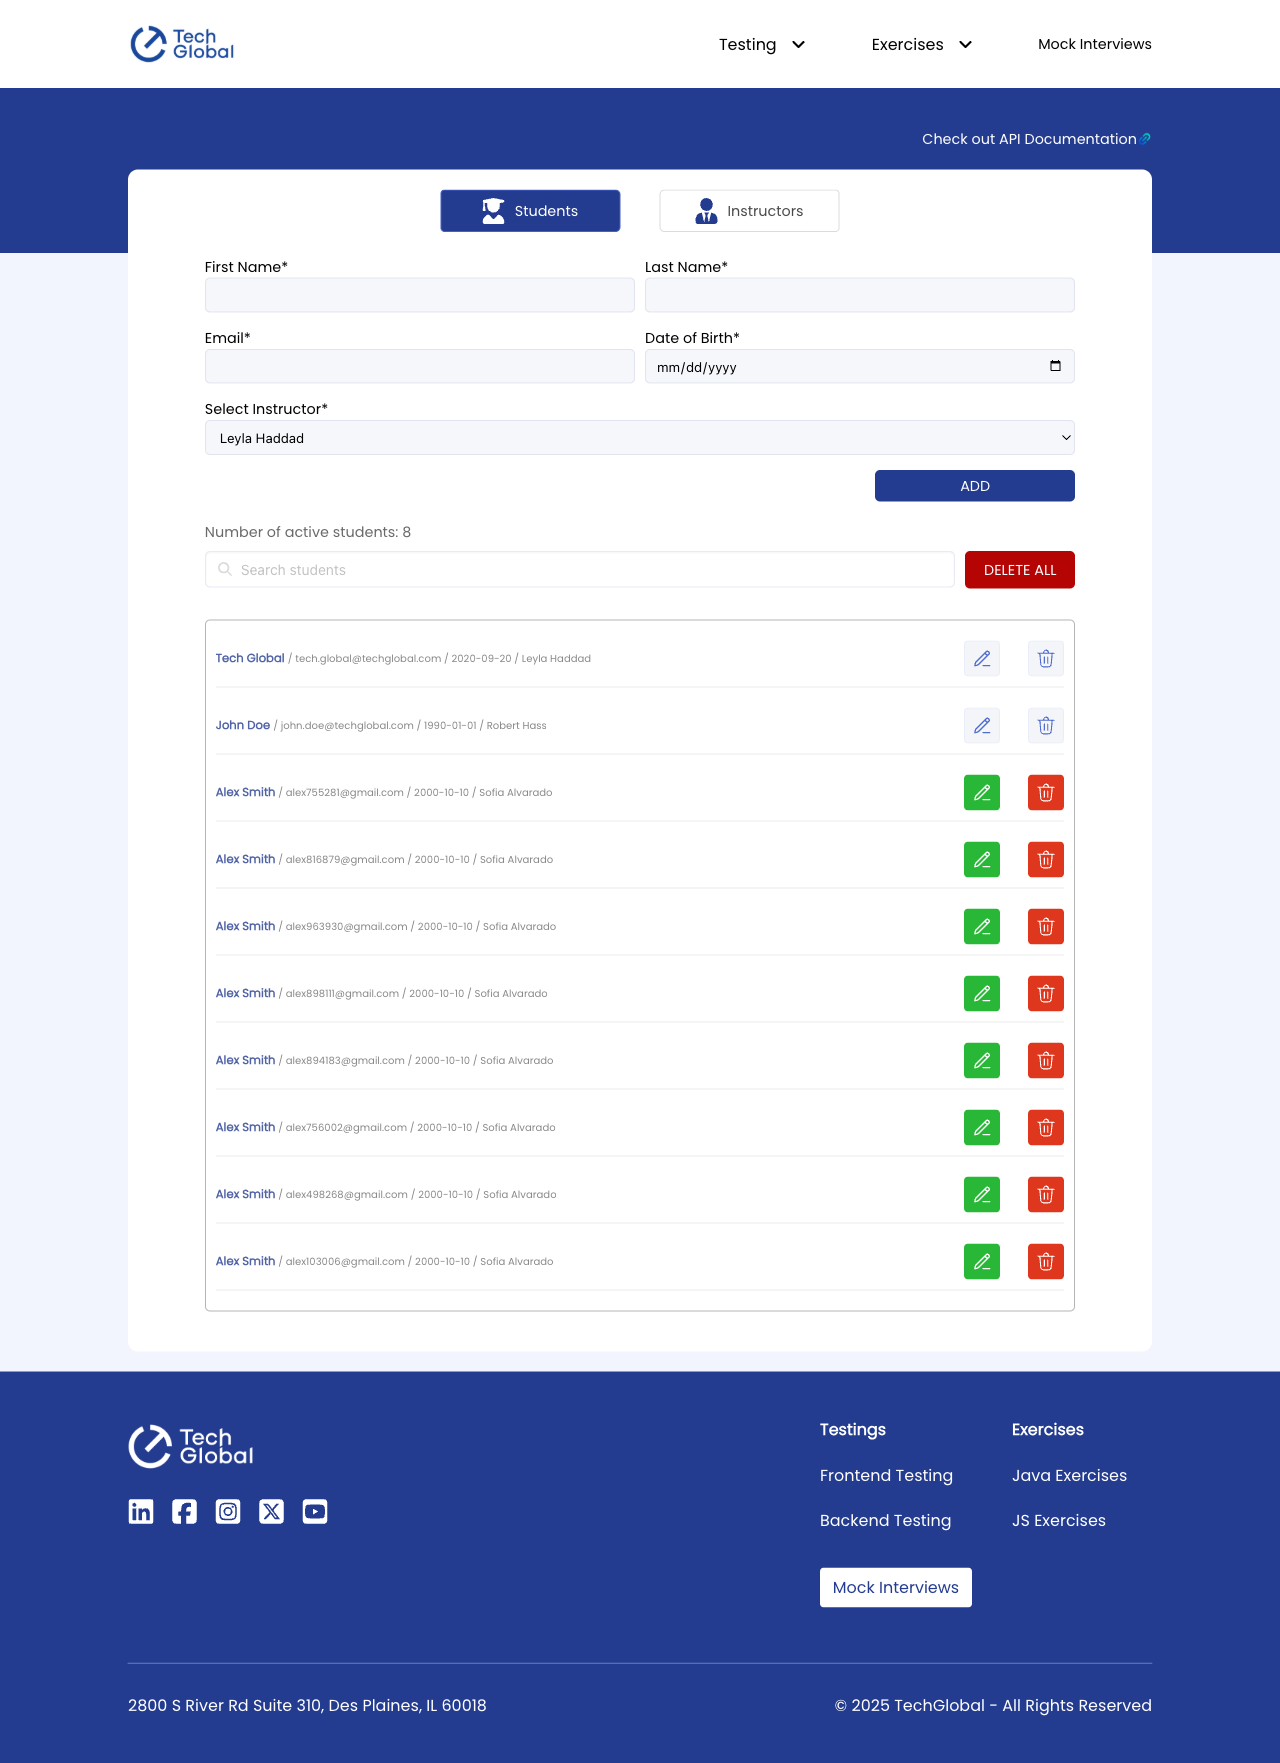 Tech Global
Testing Exercises Mock Interviews
Check out API Documentation
Students Instructors
First Name* Last Name*
Email* Date of Birth*
mm/dd/yyyy
Select Instructor*
Leyla Haddad
ADD
Number of active students: 8
Search students DELETE ALL
Tech Global / tech.global@techglobal.com / 2020-09-20 / Leyla Haddad
John Doe / john.doe@techglobal.com / 1990-01-01 / Robert Hass
Alex Smith / alex755281@gmail.com / 2000-10-10 / Sofia Alvarado
Alex Smith / alex816879@gmail.com / 2000-10-10 / Sofia Alvarado
Alex Smith / alex963930@gmail.com / 2000-10-10 / Sofia Alvarado
Alex Smith / alex898111@gmail.com / 2000-10-10 / Sofia Alvarado
Alex Smith / alex894183@gmail.com / 2000-10-10 / Sofia Alvarado
Alex Smith / alex756002@gmail.com / 2000-10-10 / Sofia Alvarado
Alex Smith / alex498268@gmail.com / 2000-10-10 / Sofia Alvarado
Alex Smith / alex103006@gmail.com / 2000-10-10 / Sofia Alvarado
Tech Global
Testings Exercises
Frontend Testing Java Exercises
Backend Testing JS Exercises
Mock Interviews
2800 S River Rd Suite 310, Des Plaines, IL 60018 © 2025 TechGlobal - All Rights Reserved